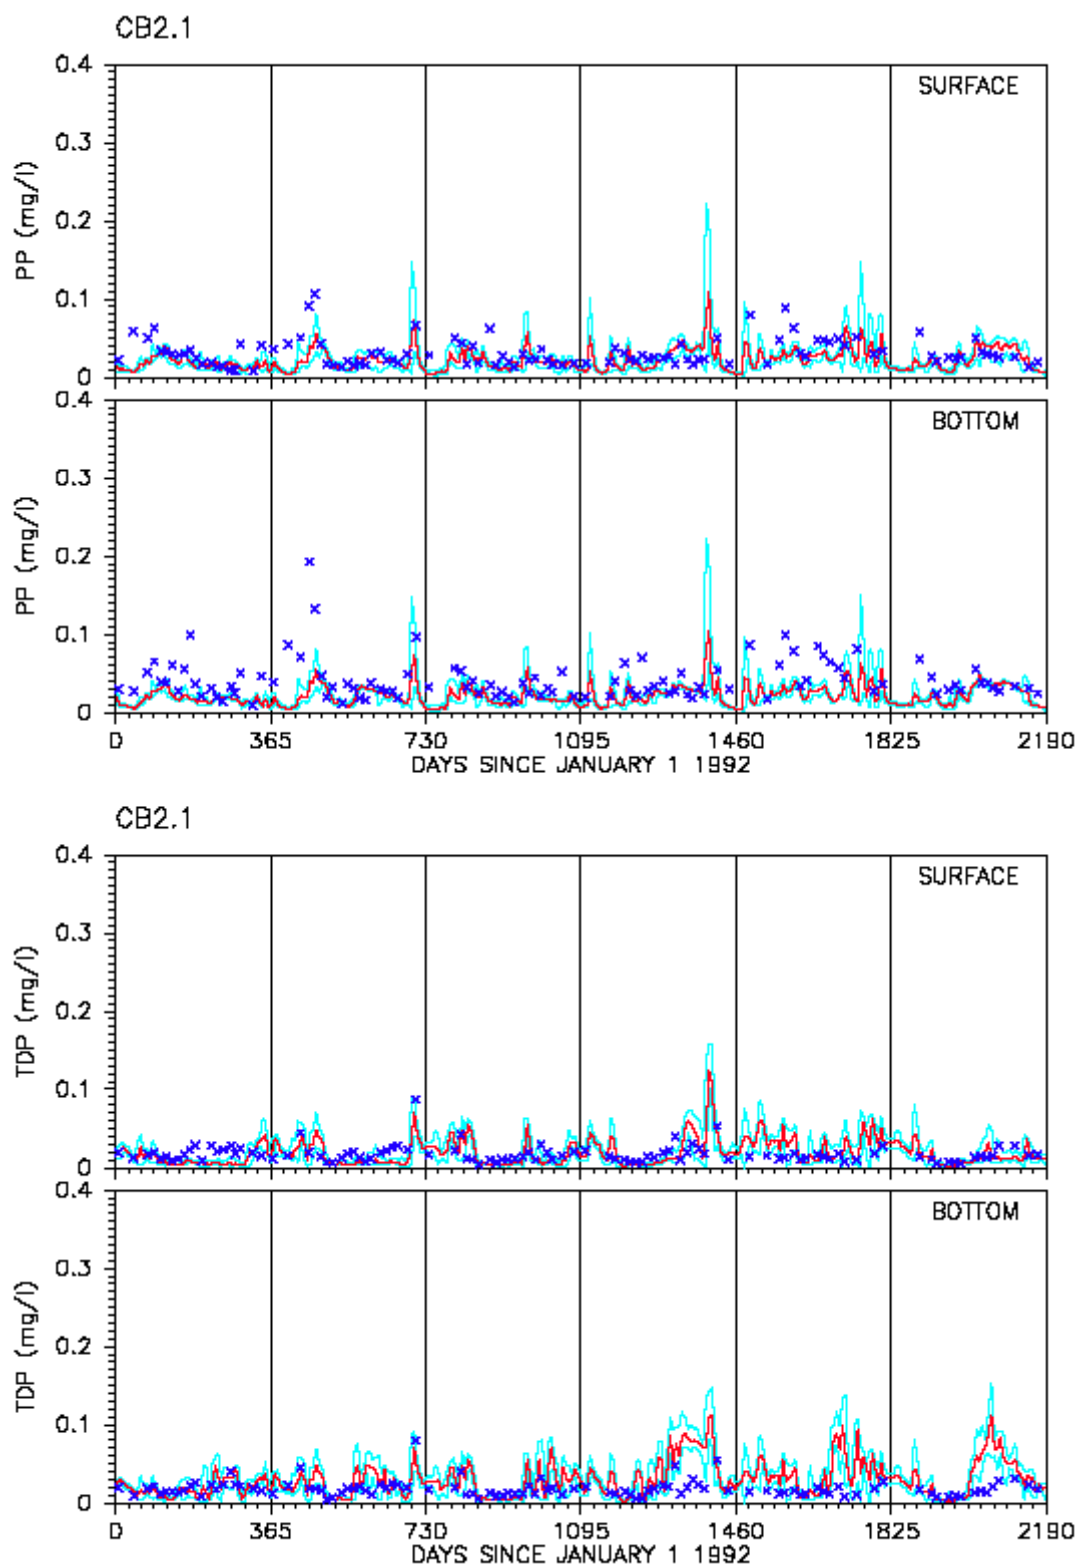 CB2.1
0.4
SURFACE
0.3
PP (mg/l)
0.2
0.1
0
0.4
BOTTOM
0.3
PP (mg/l)
0.2
0.1
0
0 365 730 1095 1460 1825 2190
DAYS SINCE JANUARY 1 1992
CB2.1
0.4
SURFACE
0.3
TDP (mg/l)
0.2
0.1
0
0.4
BOTTOM
0.3
TDP (mg/l)
0.2
0.1
0
0 365 730 1095 1460 1825 2190
DAYS SINCE JANUARY 1 1992